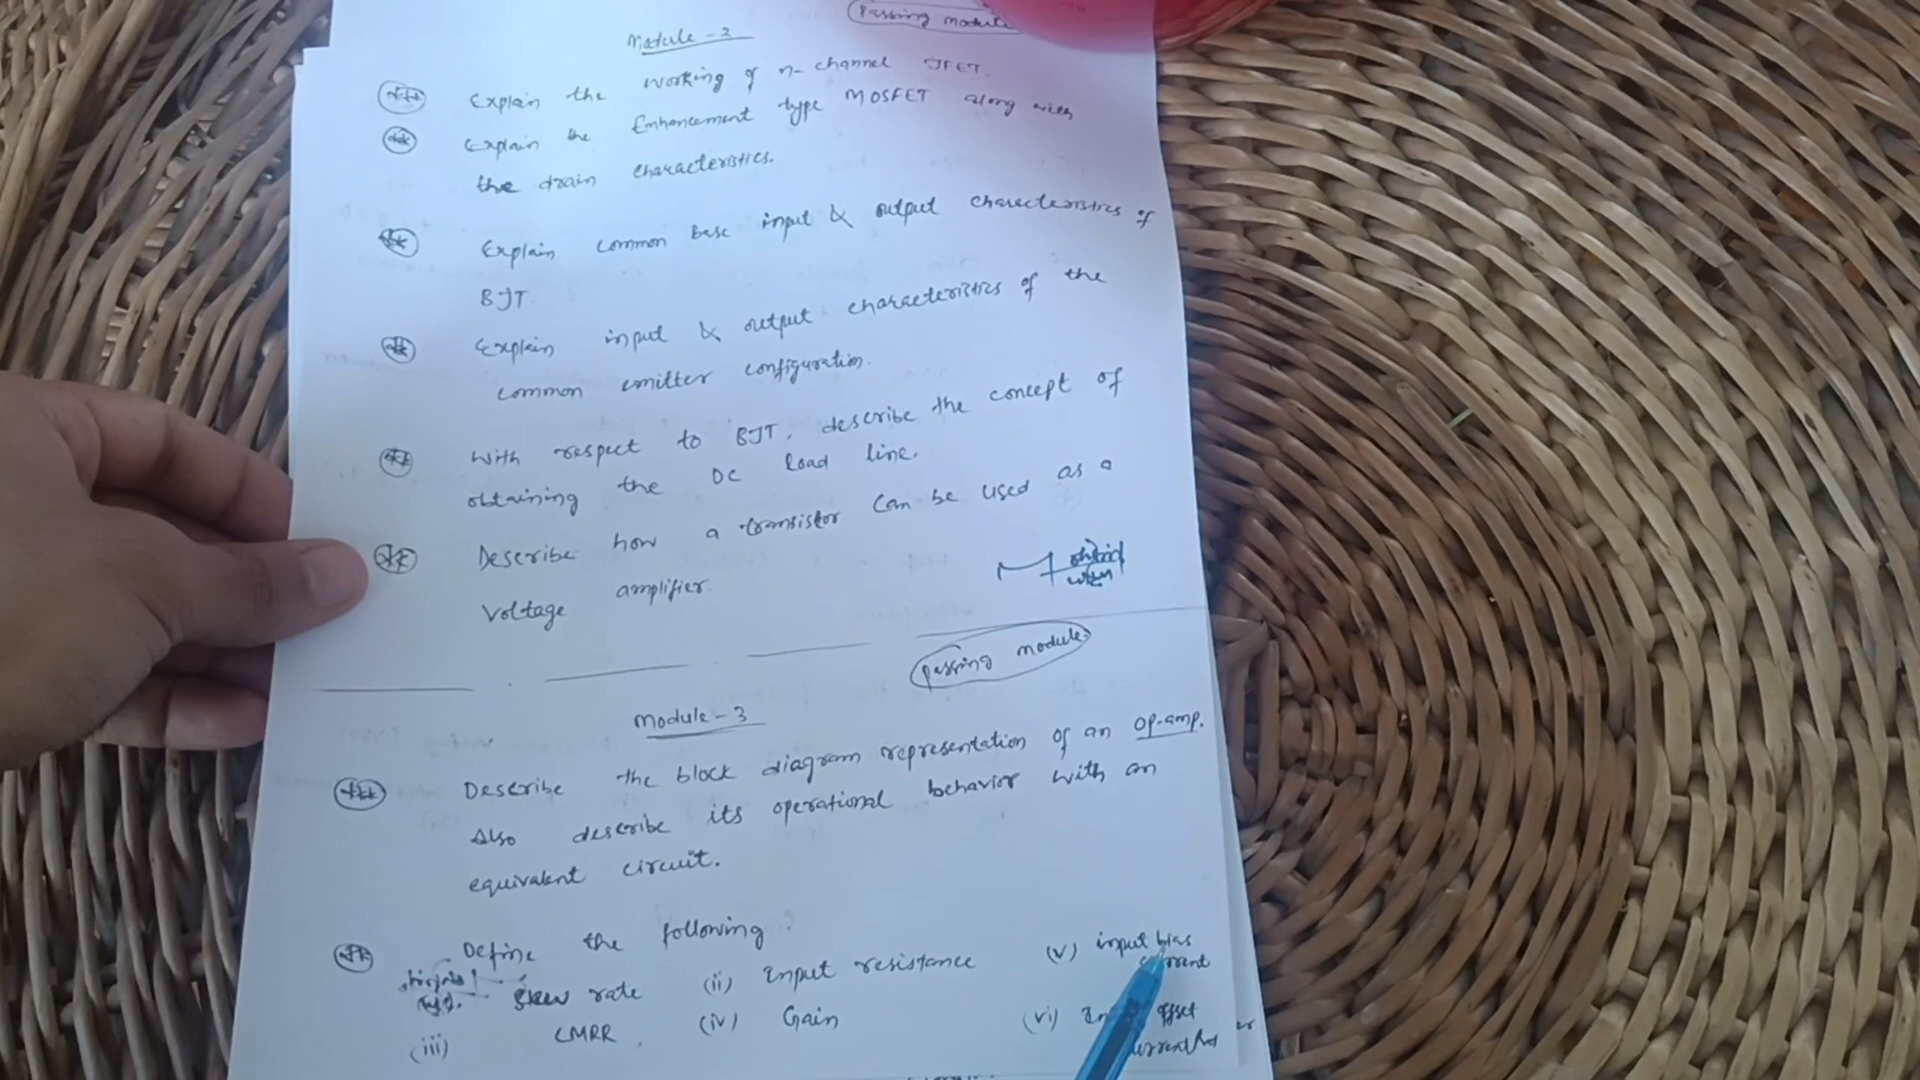 Passing module
Module - 2
*** Explain the working of n-channel JFET.
** Explain the Enhancement type MOSFET along with
the drain characteristics.
** Explain common base input & output characteristics of
BJT.
** Explain input & output characteristics of the
common emitter configuration.
** With respect to BJT, describe the concept of
obtaining the DC load line.
** Describe how a transistor can be used as a
voltage amplifier.
passing module
Module - 3
*** Describe the block diagram representation of an op-amp.
Also describe its operational behavior with an
equivalent circuit.
** Define the following:
rate (ii) Input resistance (v) input bias
current
(iii) CMRR. (iv) Gain (vi) offset